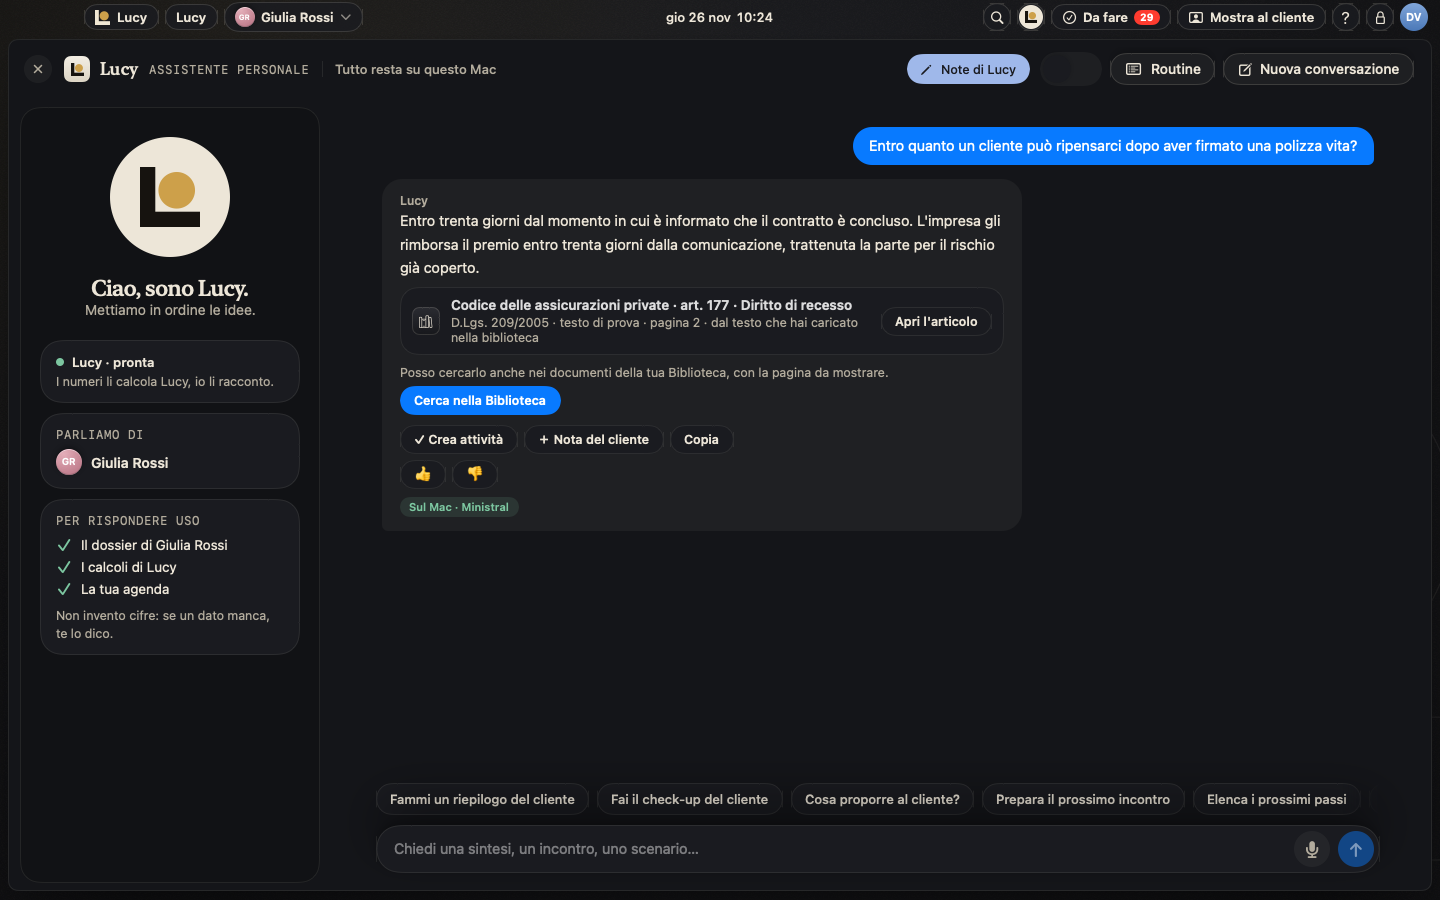 Lucy
Lucy
GR Giulia Rossi
gio 26 nov 10:24
Da fare 29
Mostra al cliente
?
DV
Lucy ASSISTENTE PERSONALE
Tutto resta su questo Mac
Note di Lucy
Routine
Nuova conversazione
Ciao, sono Lucy.
Mettiamo in ordine le idee.
Lucy · pronta
I numeri li calcola Lucy, io li racconto.
PARLIAMO DI
GR Giulia Rossi
PER RISPONDERE USO
Il dossier di Giulia Rossi
I calcoli di Lucy
La tua agenda
Non invento cifre: se un dato manca,
te lo dico.
Entro quanto un cliente può ripensarci dopo aver firmato una polizza vita?
Lucy
Entro trenta giorni dal momento in cui è informato che il contratto è concluso. L'impresa gli
rimborsa il premio entro trenta giorni dalla comunicazione, trattenuta la parte per il rischio
già coperto.
Codice delle assicurazioni private · art. 177 · Diritto di recesso
D.Lgs. 209/2005 · testo di prova · pagina 2 · dal testo che hai caricato
nella biblioteca
Apri l'articolo
Posso cercarlo anche nei documenti della tua Biblioteca, con la pagina da mostrare.
Cerca nella Biblioteca
✓ Crea attività
+ Nota del cliente
Copia
Sul Mac · Ministral
Fammi un riepilogo del cliente
Fai il check-up del cliente
Cosa proporre al cliente?
Prepara il prossimo incontro
Elenca i prossimi passi
Chiedi una sintesi, un incontro, uno scenario...